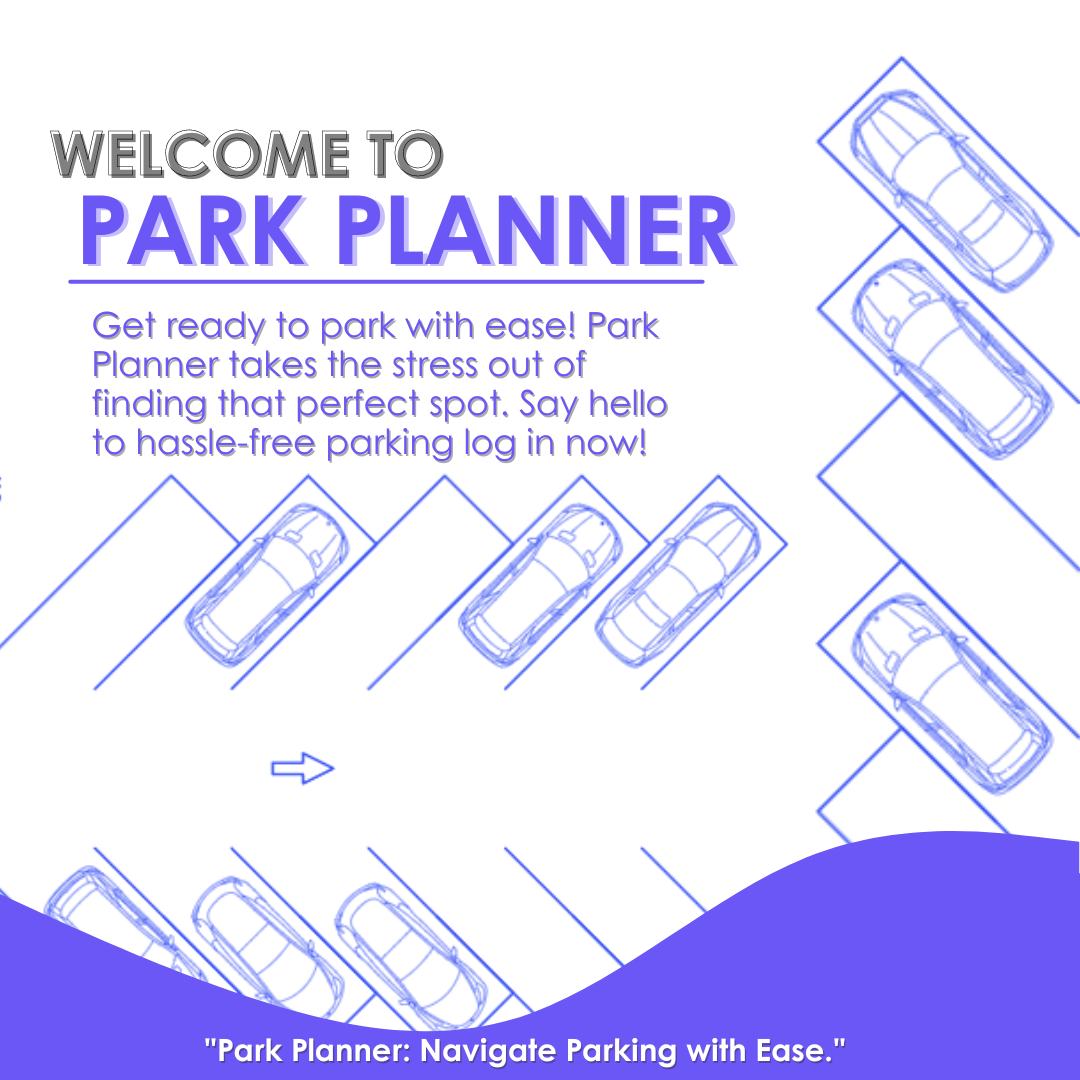 WELCOME TO
PARK PLANNER
Get ready to park with ease! Park
Planner takes the stress out of
finding that perfect spot. Say hello
to hassle-free parking log in now!
"Park Planner: Navigate Parking with Ease."